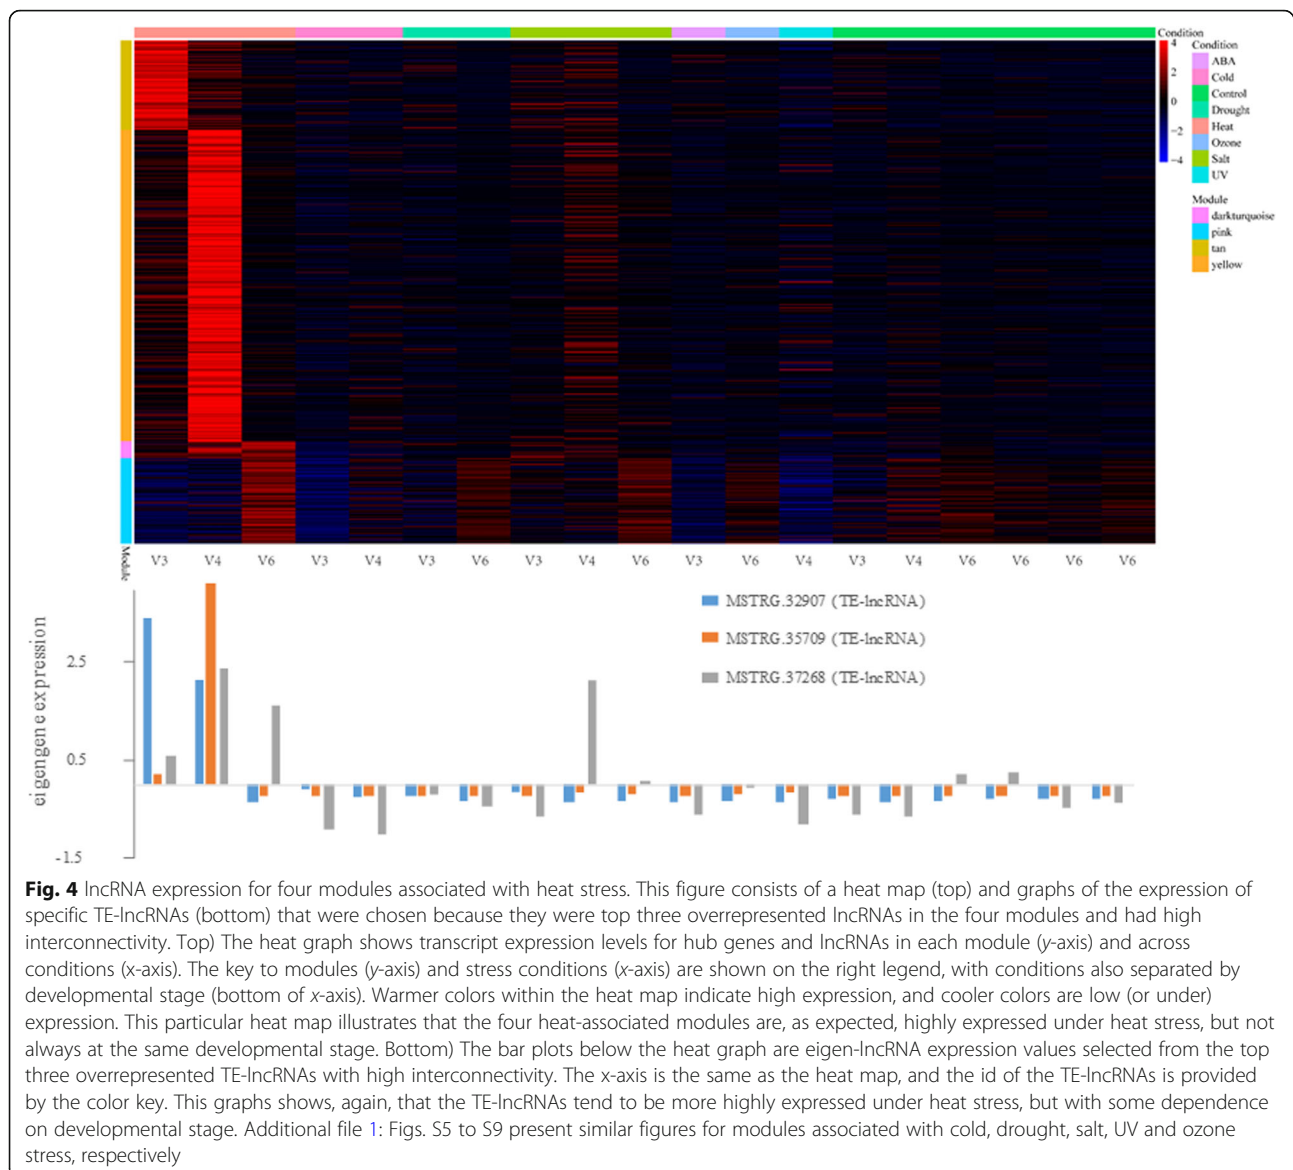 Condition
4
2
0
−2
−4
Condition
ABA
Cold
Control
Drought
Heat
Ozone
Salt
UV
Module
darkturquoise
pink
tan
yellow
Module
V3 V4 V6 V3 V4 V3 V6 V3 V4 V6 V3 V6 V4 V3 V4 V6 V6 V6 V6
eigengene expression
2.5
0.5
-1.5
MSTRG.32907 (TE-lncRNA)
MSTRG.35709 (TE-lncRNA)
MSTRG.37268 (TE-lncRNA)
Fig. 4 lncRNA expression for four modules associated with heat stress. This figure consists of a heat map (top) and graphs of the expression of
specific TE-lncRNAs (bottom) that were chosen because they were top three overrepresented lncRNAs in the four modules and had high
interconnectivity. Top) The heat graph shows transcript expression levels for hub genes and lncRNAs in each module (y-axis) and across
conditions (x-axis). The key to modules (y-axis) and stress conditions (x-axis) are shown on the right legend, with conditions also separated by
developmental stage (bottom of x-axis). Warmer colors within the heat map indicate high expression, and cooler colors are low (or under)
expression. This particular heat map illustrates that the four heat-associated modules are, as expected, highly expressed under heat stress, but not
always at the same developmental stage. Bottom) The bar plots below the heat graph are eigen-lncRNA expression values selected from the top
three overrepresented TE-lncRNAs with high interconnectivity. The x-axis is the same as the heat map, and the id of the TE-lncRNAs is provided
by the color key. This graphs shows, again, that the TE-lncRNAs tend to be more highly expressed under heat stress, but with some dependence
on developmental stage. Additional file 1: Figs. S5 to S9 present similar figures for modules associated with cold, drought, salt, UV and ozone
stress, respectively